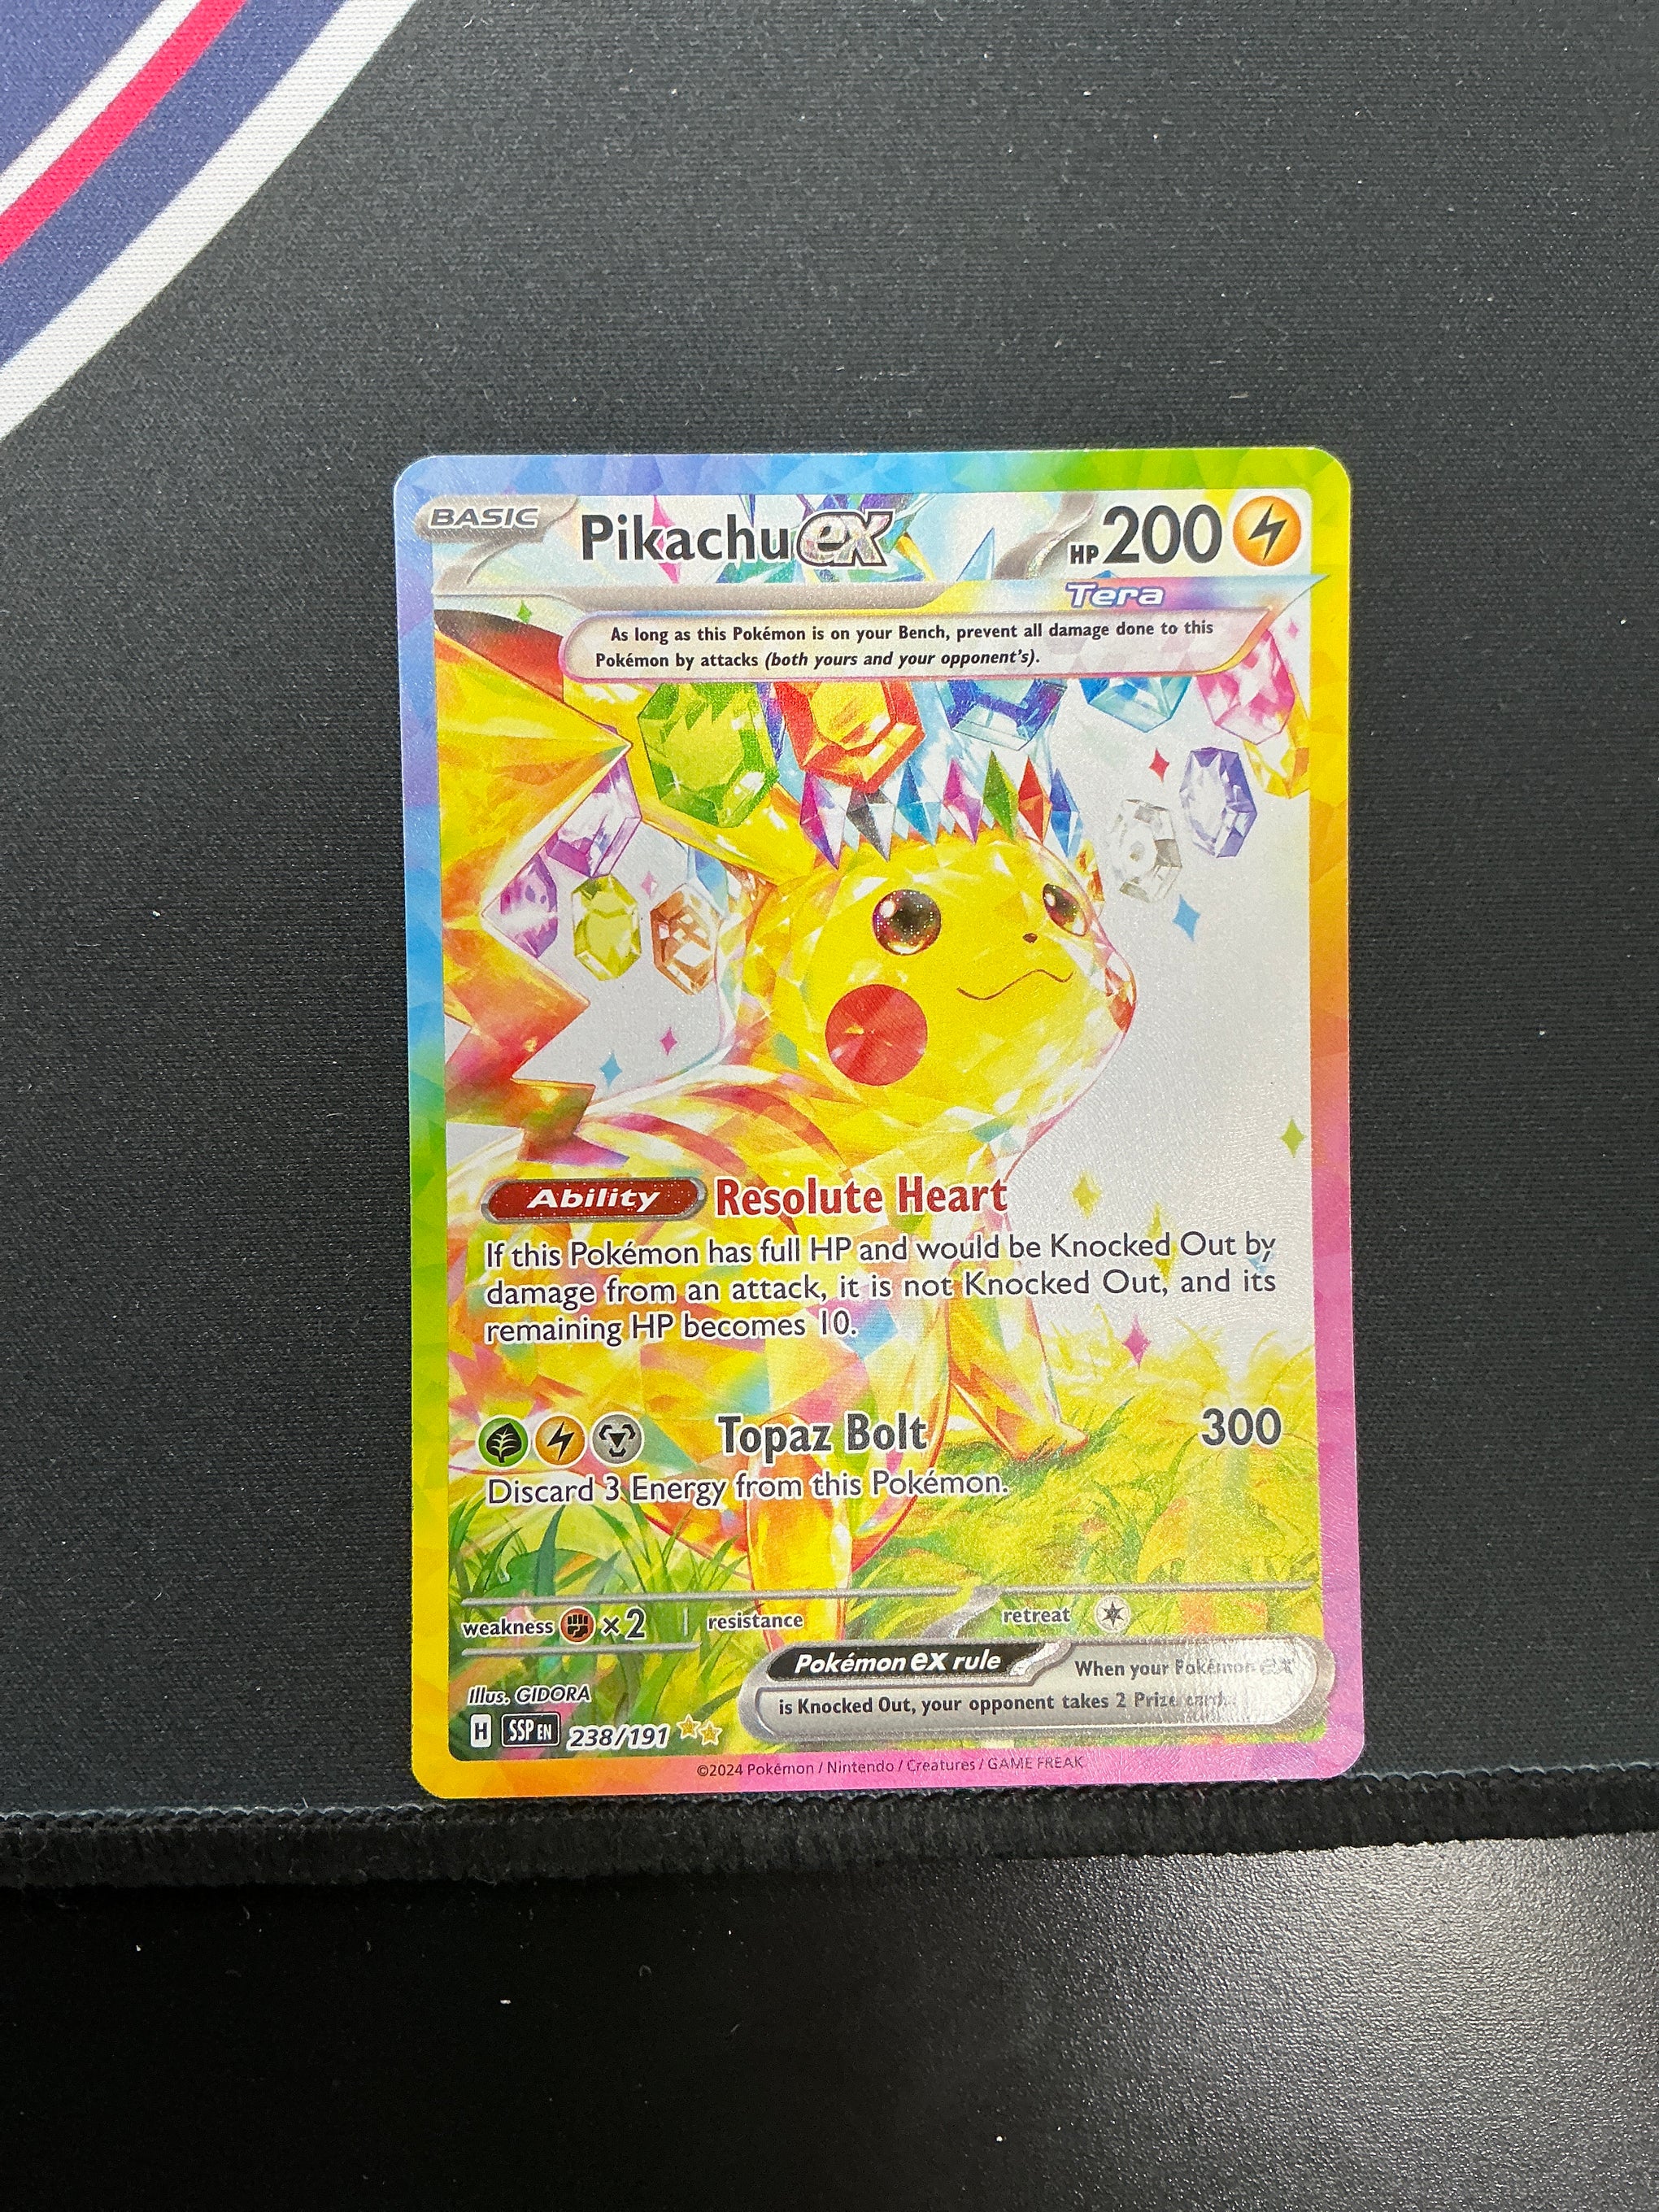 BASIC Pikachu ex HP 200
Tera
As long as this Pokémon is on your Bench, prevent all damage done to this
Pokémon by attacks (both yours and your opponent's).
Ability Resolute Heart
If this Pokémon has full HP and would be Knocked Out by
damage from an attack, it is not Knocked Out, and its
remaining HP becomes 10.
Topaz Bolt 300
Discard 3 Energy from this Pokémon.
weakness ×2 resistance retreat
Pokémon ex rule When your Pokémon ex
is Knocked Out, your opponent takes 2 Prize cards.
Illus. GIDORA
H SSP EN 238/191
©2024 Pokémon / Nintendo / Creatures / GAME FREAK